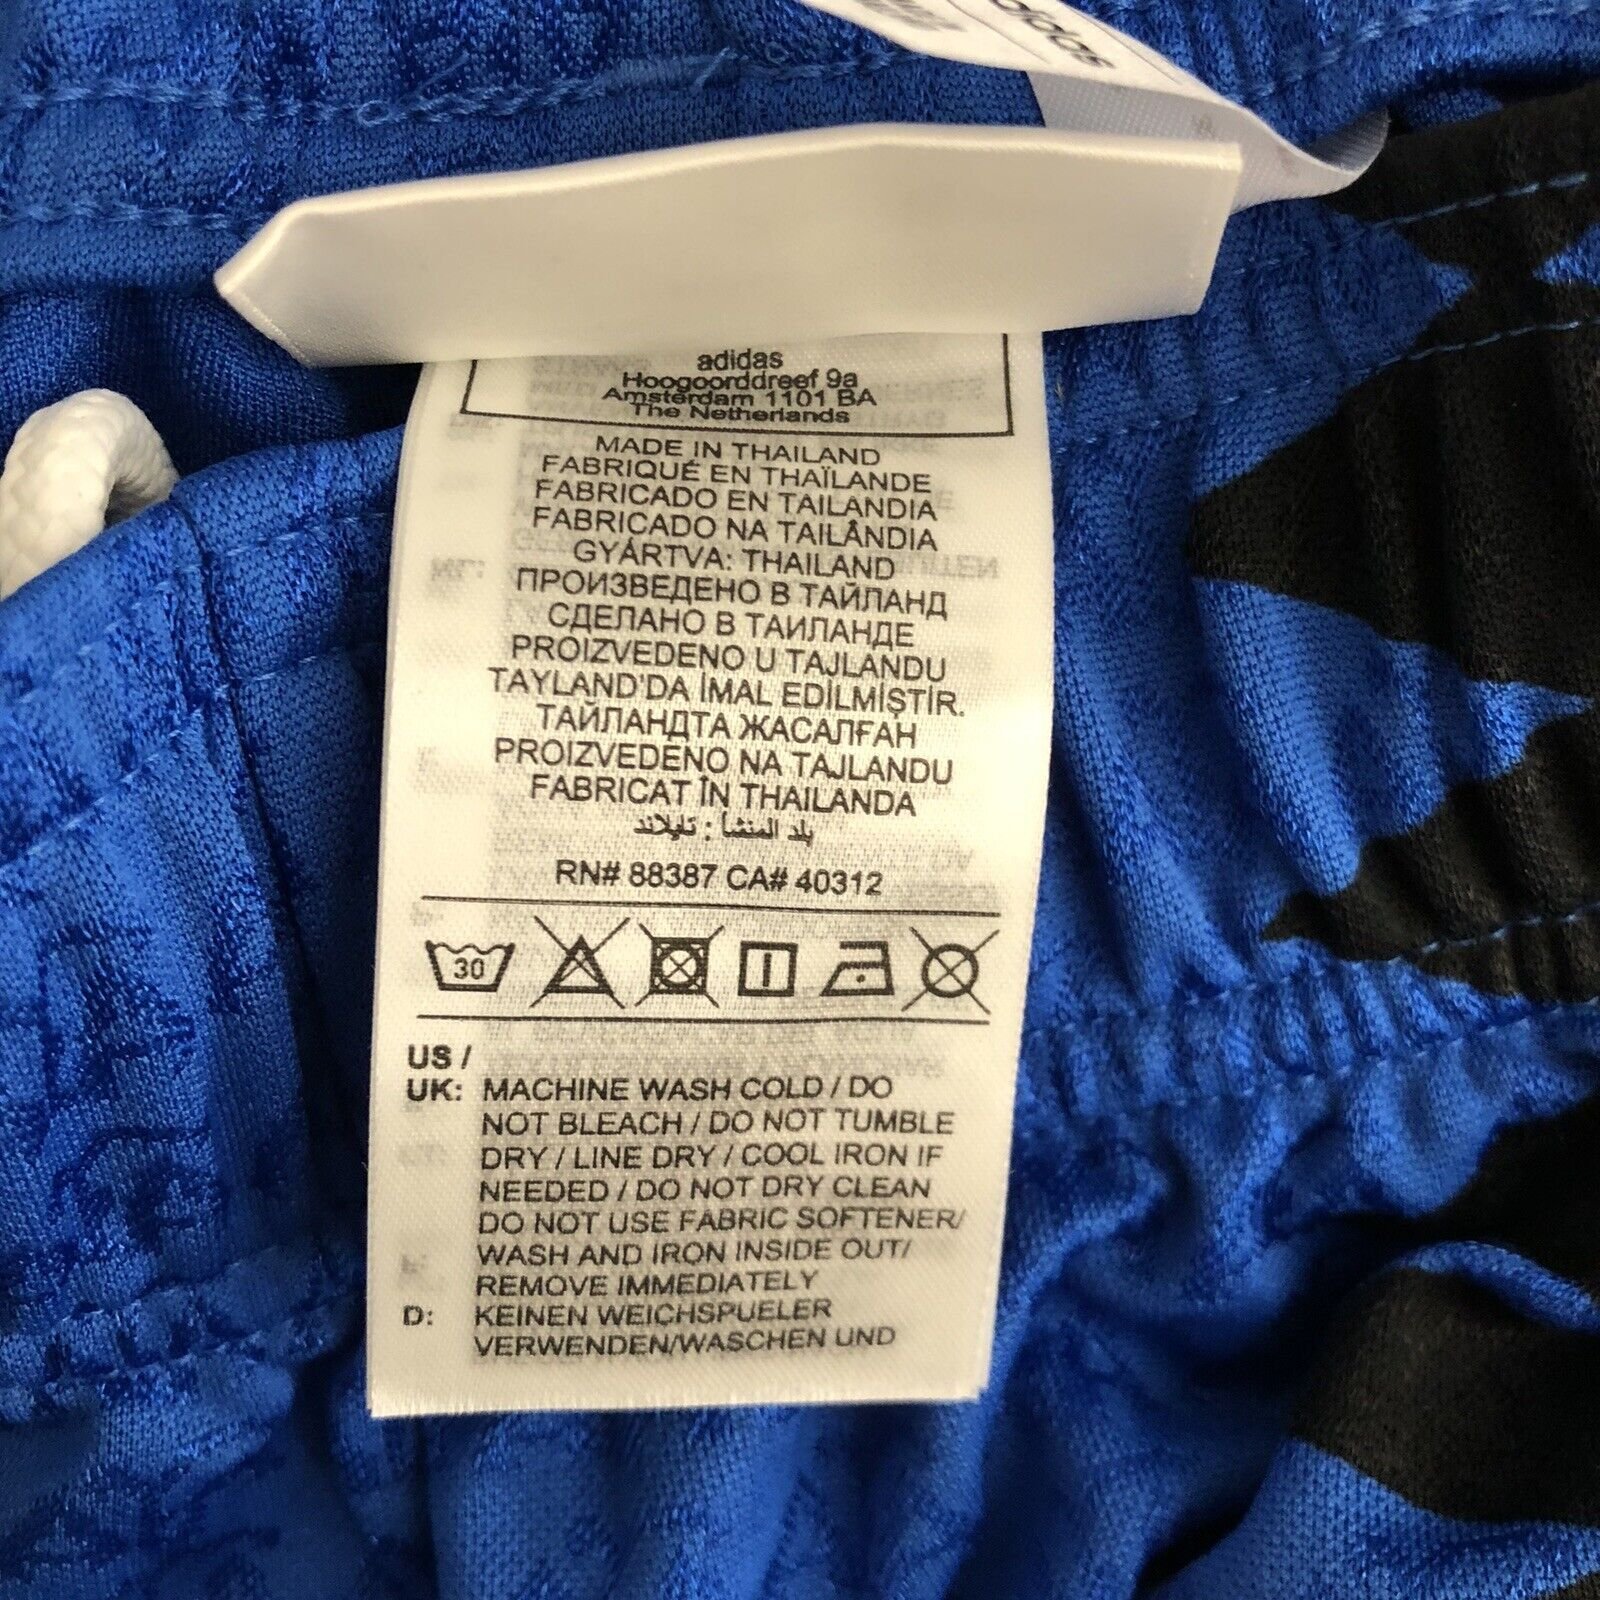 adidas
adidas
Hoogoorddreef 9a
Amsterdam 1101 BA
The Netherlands
MADE IN THAILAND
FABRIQUÉ EN THAÏLANDE
FABRICADO EN TAILANDIA
FABRICADO NA TAILÂNDIA
GYÁRTVA: THAILAND
ПРОИЗВЕДЕНО В ТАЙЛАНД
СДЕЛАНО В ТАИЛАНДЕ
PROIZVEDENO U TAJLANDU
TAYLAND'DA İMAL EDİLMİŞTİR.
ТАЙЛАНДТА ЖАСАЛҒАН
PROIZVEDENO NA TAJLANDU
FABRICAT ÎN THAILANDA
بلد المنشأ : تايلاند
RN# 88387 CA# 40312
30
US /
UK: MACHINE WASH COLD / DO
NOT BLEACH / DO NOT TUMBLE
DRY / LINE DRY / COOL IRON IF
NEEDED / DO NOT DRY CLEAN
DO NOT USE FABRIC SOFTENER/
WASH AND IRON INSIDE OUT/
REMOVE IMMEDIATELY
D: KEINEN WEICHSPUELER
VERWENDEN/WASCHEN UND